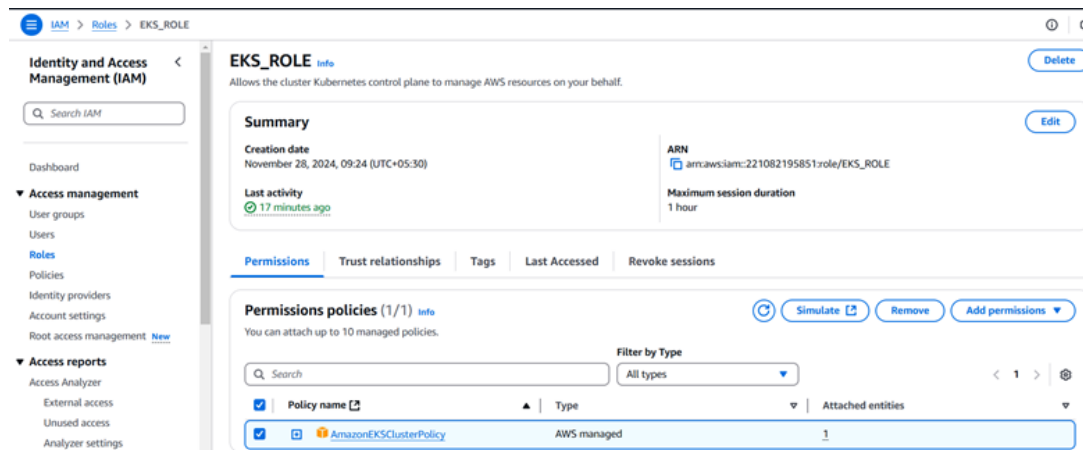 IAM > Roles > EKS_ROLE
Identity and Access
Management (IAM)
Search IAM
Dashboard
Access management
User groups
Users
Roles
Policies
Identity providers
Account settings
Root access management New
Access reports
Access Analyzer
External access
Unused access
Analyzer settings
EKS_ROLE Info
Delete
Allows the cluster Kubernetes control plane to manage AWS resources on your behalf.
Summary
Edit
Creation date
November 28, 2024, 09:24 (UTC+05:30)
ARN
arn:aws:iam::221082195851:role/EKS_ROLE
Last activity
17 minutes ago
Maximum session duration
1 hour
Permissions Trust relationships Tags Last Accessed Revoke sessions
Permissions policies (1/1) Info
Simulate Remove Add permissions
You can attach up to 10 managed policies.
Filter by Type
Search
All types
1
Policy name Type Attached entities
AmazonEKSClusterPolicy AWS managed 1